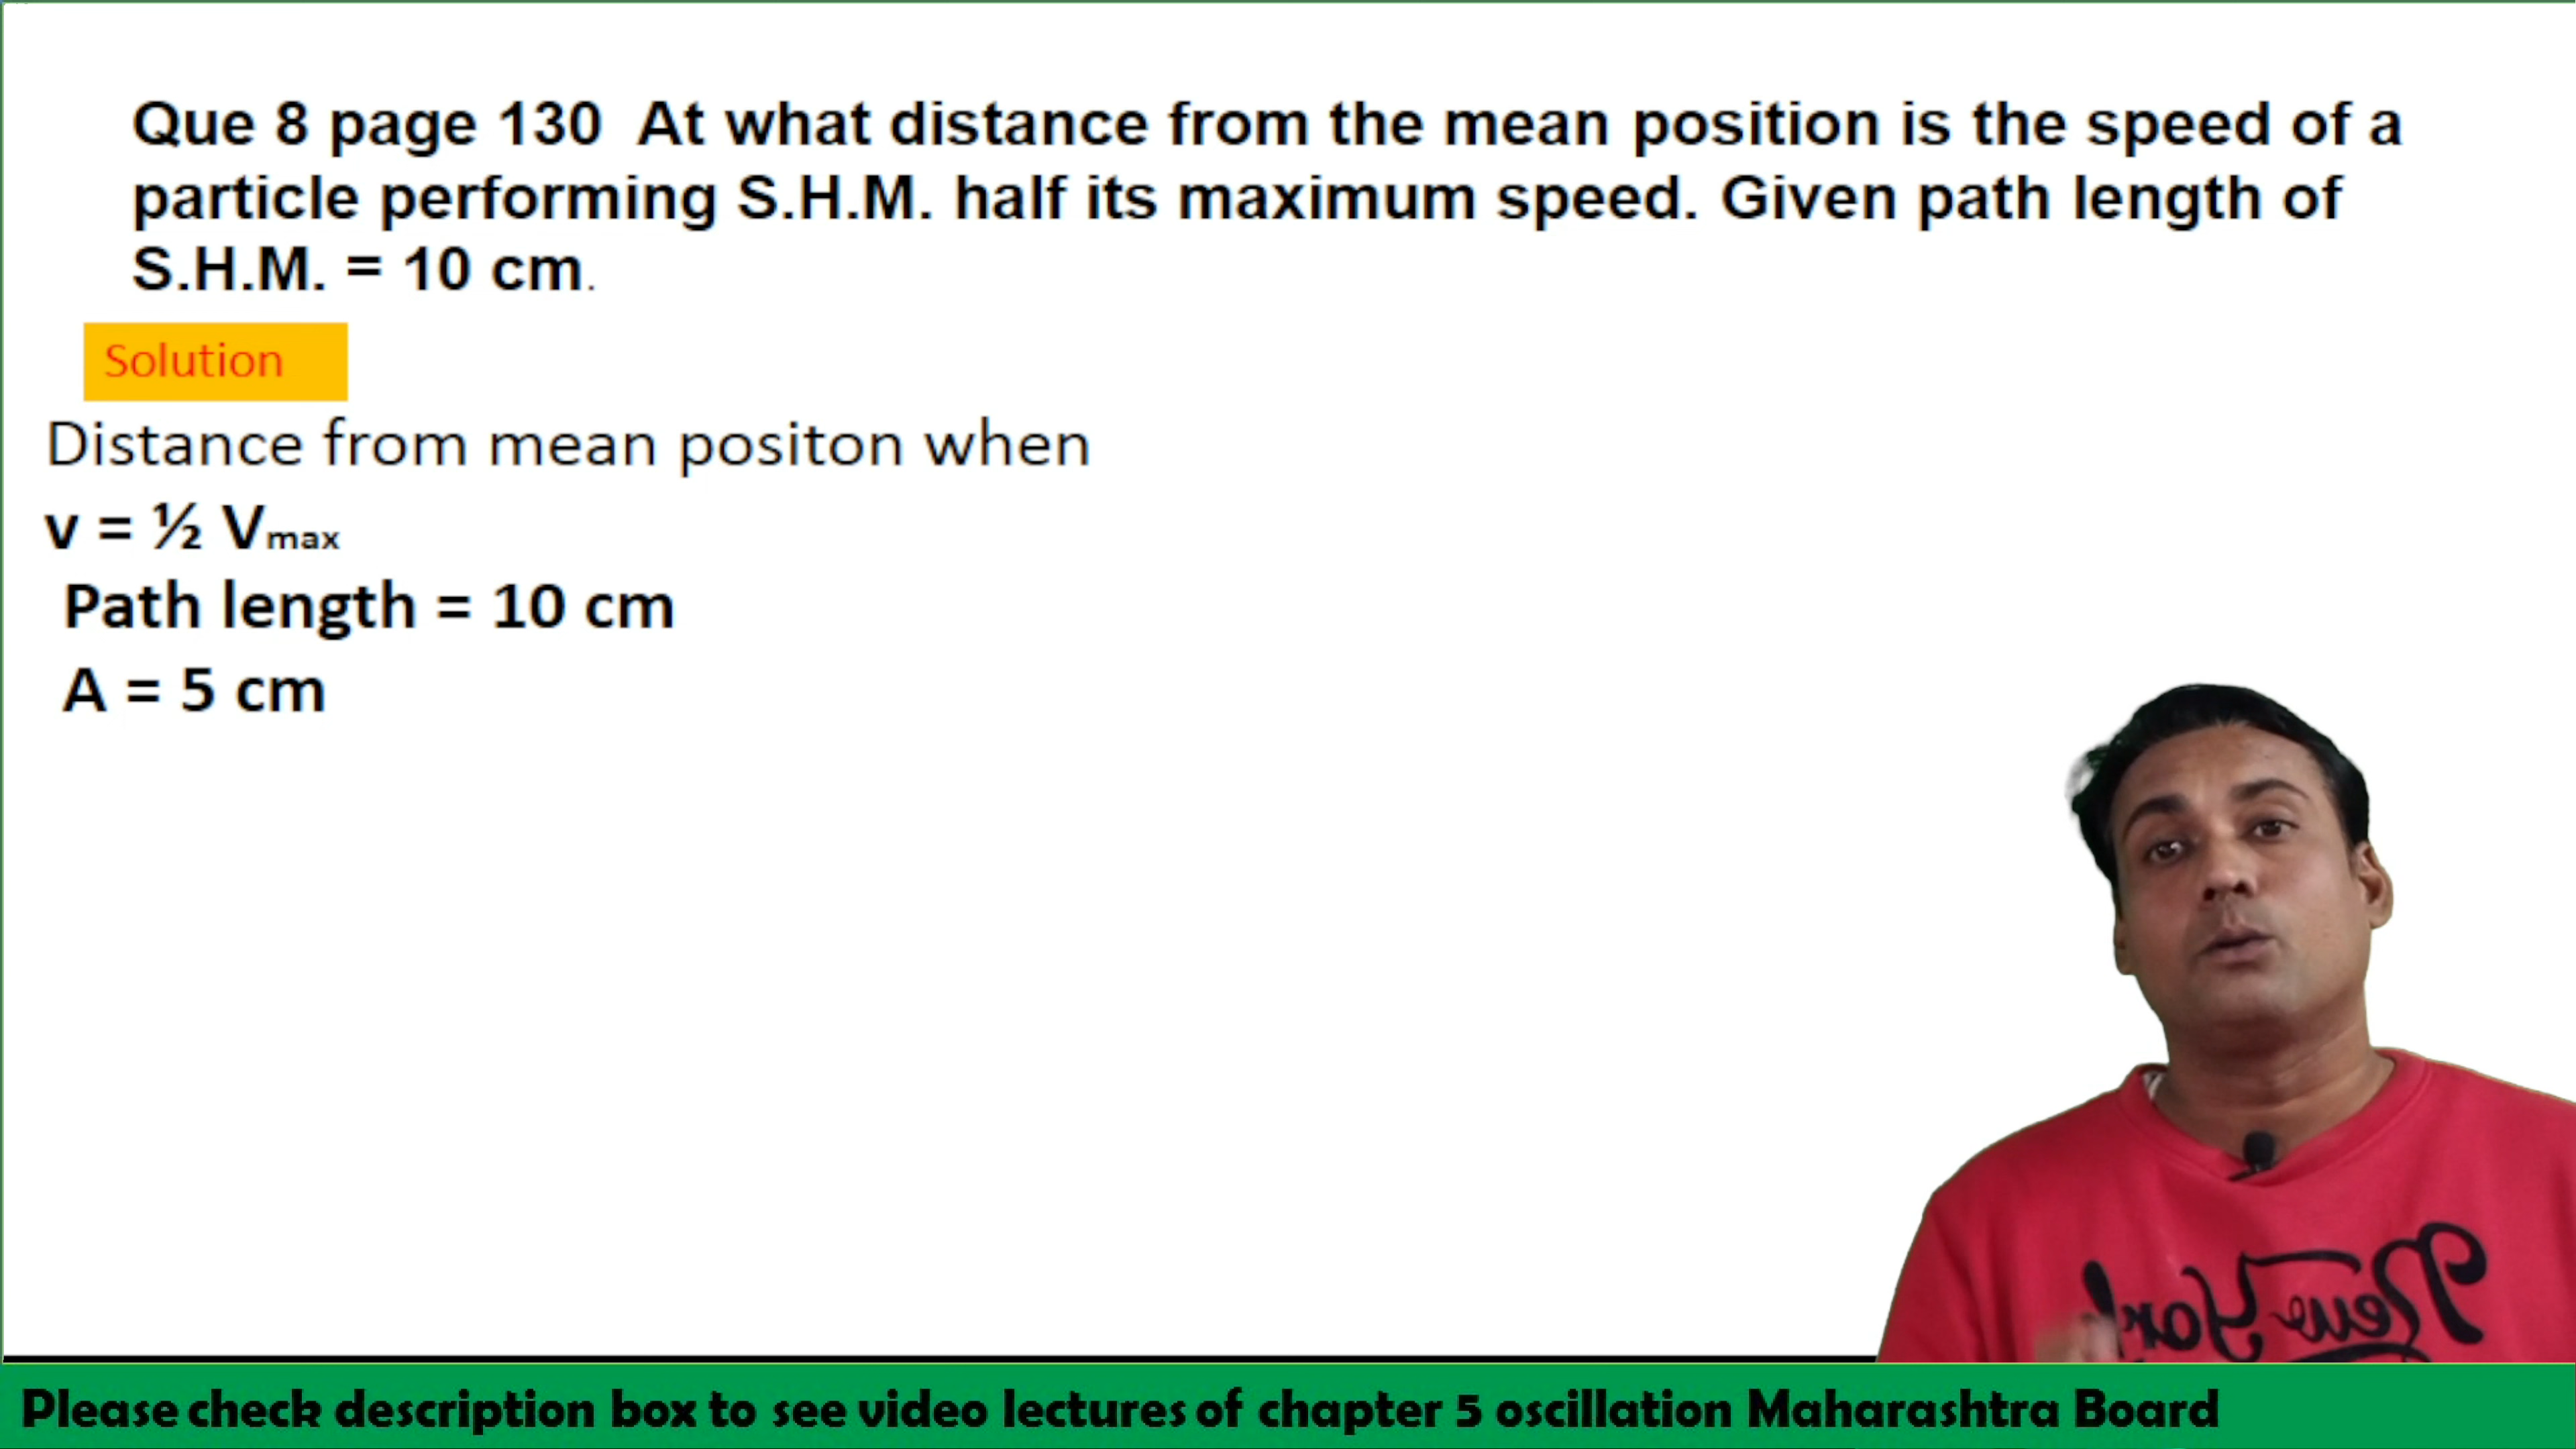 Que 8 page 130 At what distance from the mean position is the speed of a
particle performing S.H.M. half its maximum speed. Given path length of
S.H.M. = 10 cm.
Solution
Distance from mean positon when
v = ½ Vmax
Path length = 10 cm
A = 5 cm
New York
Please check description box to see video lectures of chapter 5 oscillation Maharashtra Board